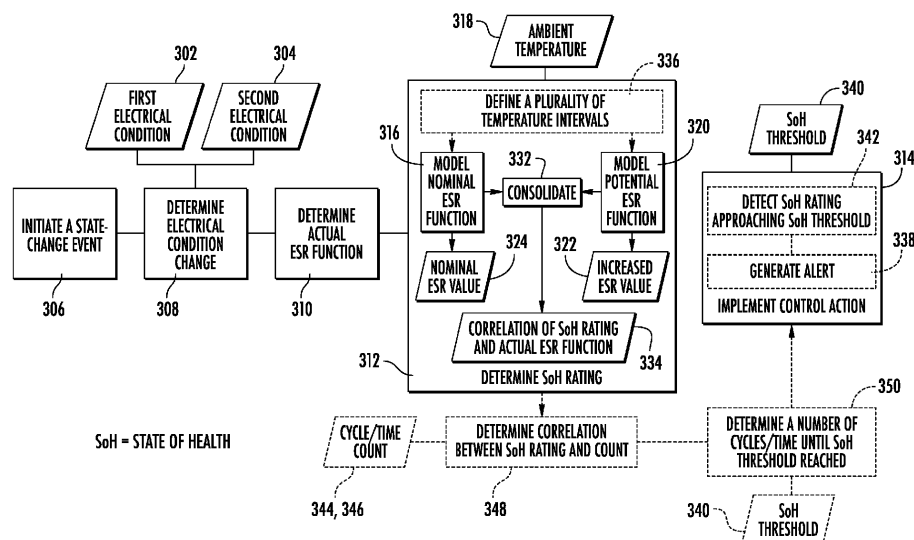 318
AMBIENT
TEMPERATURE
302
304
336
FIRST
ELECTRICAL
CONDITION
SECOND
ELECTRICAL
CONDITION
DEFINE A PLURALITY OF
TEMPERATURE INTERVALS
340
SoH
THRESHOLD
316
332
320
342
314
MODEL
NOMINAL
ESR
FUNCTION
CONSOLIDATE
MODEL
POTENTIAL
ESR
FUNCTION
DETECT SoH RATING
APPROACHING SoH THRESHOLD
INITIATE A STATE-
CHANGE EVENT
DETERMINE
ELECTRICAL
CONDITION
CHANGE
DETERMINE
ACTUAL
ESR FUNCTION
306
308
310
324
322
NOMINAL
ESR VALUE
INCREASED
ESR VALUE
GENERATE ALERT
338
IMPLEMENT CONTROL ACTION
CORRELATION OF SoH RATING
AND ACTUAL ESR FUNCTION
334
312
DETERMINE SoH RATING
350
SoH = STATE OF HEALTH
CYCLE/TIME
COUNT
DETERMINE CORRELATION
BETWEEN SoH RATING AND COUNT
DETERMINE A NUMBER OF
CYCLES/TIME UNTIL SoH
THRESHOLD REACHED
344, 346
348
340
SoH
THRESHOLD